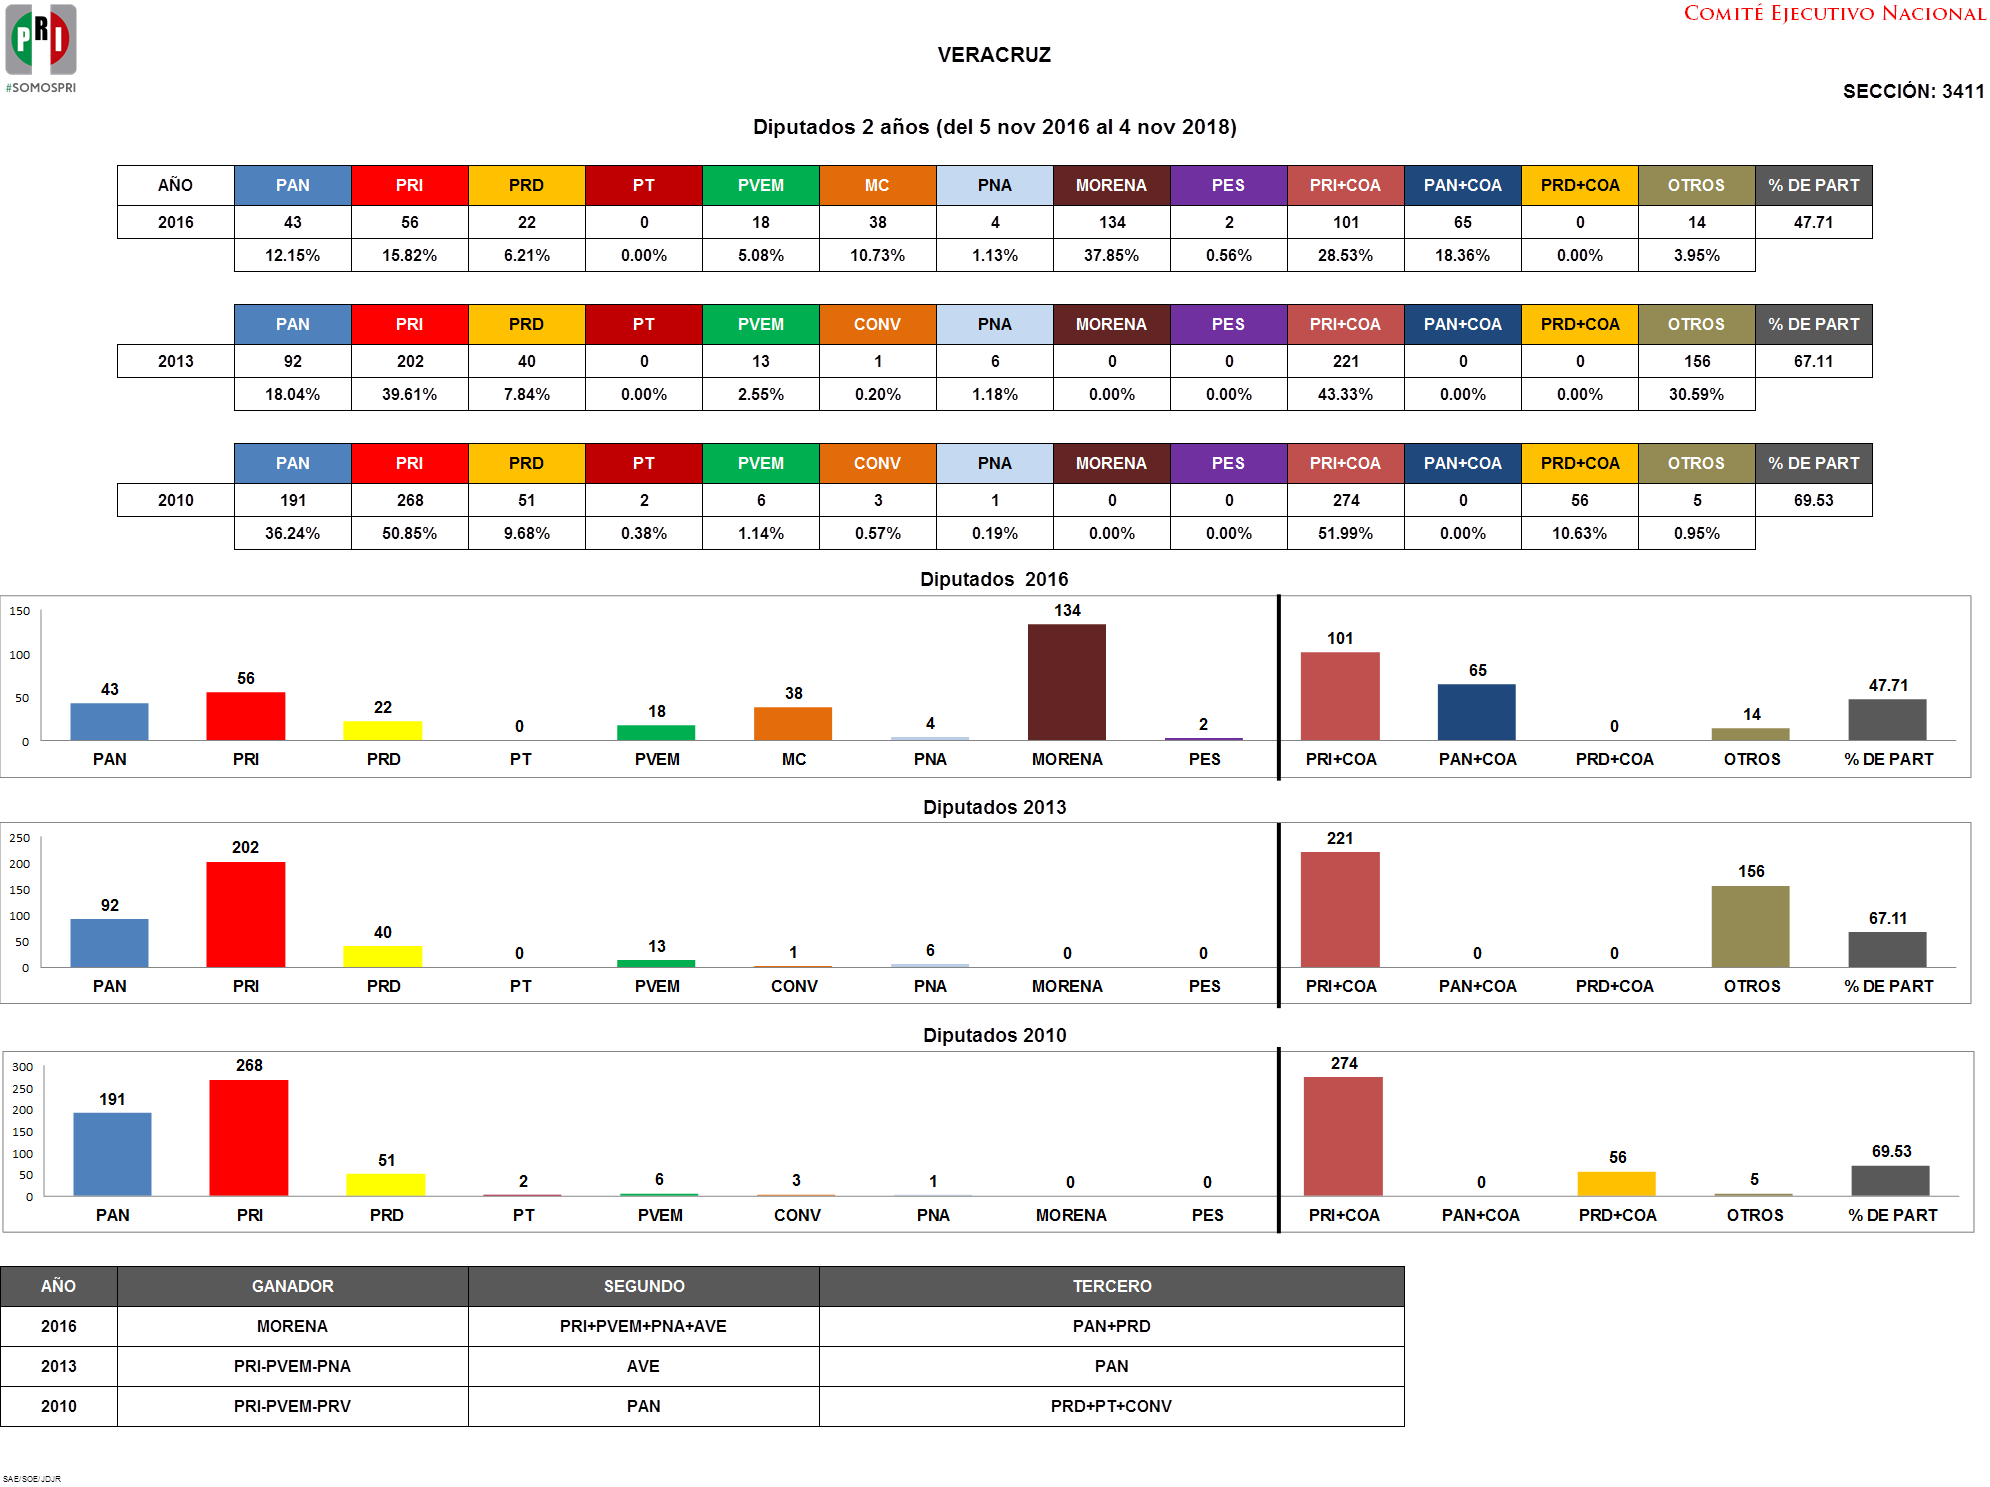 COMITÉ EJECUTIVO NACIONAL
PRI
#SOMOSPRI
VERACRUZ
SECCIÓN: 3411
Diputados 2 años (del 5 nov 2016 al 4 nov 2018)
AÑO PAN PRI PRD PT PVEM MC PNA MORENA PES PRI+COA PAN+COA PRD+COA OTROS % DE PART
2016 43 56 22 0 18 38 4 134 2 101 65 0 14 47.71
12.15% 15.82% 6.21% 0.00% 5.08% 10.73% 1.13% 37.85% 0.56% 28.53% 18.36% 0.00% 3.95%
PAN PRI PRD PT PVEM CONV PNA MORENA PES PRI+COA PAN+COA PRD+COA OTROS % DE PART
2013 92 202 40 0 13 1 6 0 0 221 0 0 156 67.11
18.04% 39.61% 7.84% 0.00% 2.55% 0.20% 1.18% 0.00% 0.00% 43.33% 0.00% 0.00% 30.59%
PAN PRI PRD PT PVEM CONV PNA MORENA PES PRI+COA PAN+COA PRD+COA OTROS % DE PART
2010 191 268 51 2 6 3 1 0 0 274 0 56 5 69.53
36.24% 50.85% 9.68% 0.38% 1.14% 0.57% 0.19% 0.00% 0.00% 51.99% 0.00% 10.63% 0.95%
Diputados 2016
150
100
50
0
43 56 22 0 18 38 4 134 2 101 65 0 14 47.71
PAN PRI PRD PT PVEM MC PNA MORENA PES PRI+COA PAN+COA PRD+COA OTROS % DE PART
Diputados 2013
250
200
150
100
50
0
92 202 40 0 13 1 6 0 0 221 0 0 156 67.11
PAN PRI PRD PT PVEM CONV PNA MORENA PES PRI+COA PAN+COA PRD+COA OTROS % DE PART
Diputados 2010
300
250
200
150
100
50
0
191 268 51 2 6 3 1 0 0 274 0 56 5 69.53
PAN PRI PRD PT PVEM CONV PNA MORENA PES PRI+COA PAN+COA PRD+COA OTROS % DE PART
AÑO GANADOR SEGUNDO TERCERO
2016 MORENA PRI+PVEM+PNA+AVE PAN+PRD
2013 PRI-PVEM-PNA AVE PAN
2010 PRI-PVEM-PRV PAN PRD+PT+CONV
SAE/SOE/JDJR